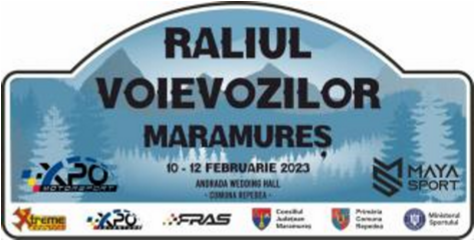 RALIUL
VOIEVOZILOR
MARAMUREȘ
10 - 12 FEBRUARIE 2023
ANDRADA WEDDING HALL
- COMUNA REPEDEA -
XPO
MOTORSPORT
MAYA
SPORT
Xtreme
XPO
FRAS
Consiliul
Județean
Maramureș
Primăria
Comuna
Repedea
Ministerul
Sportului